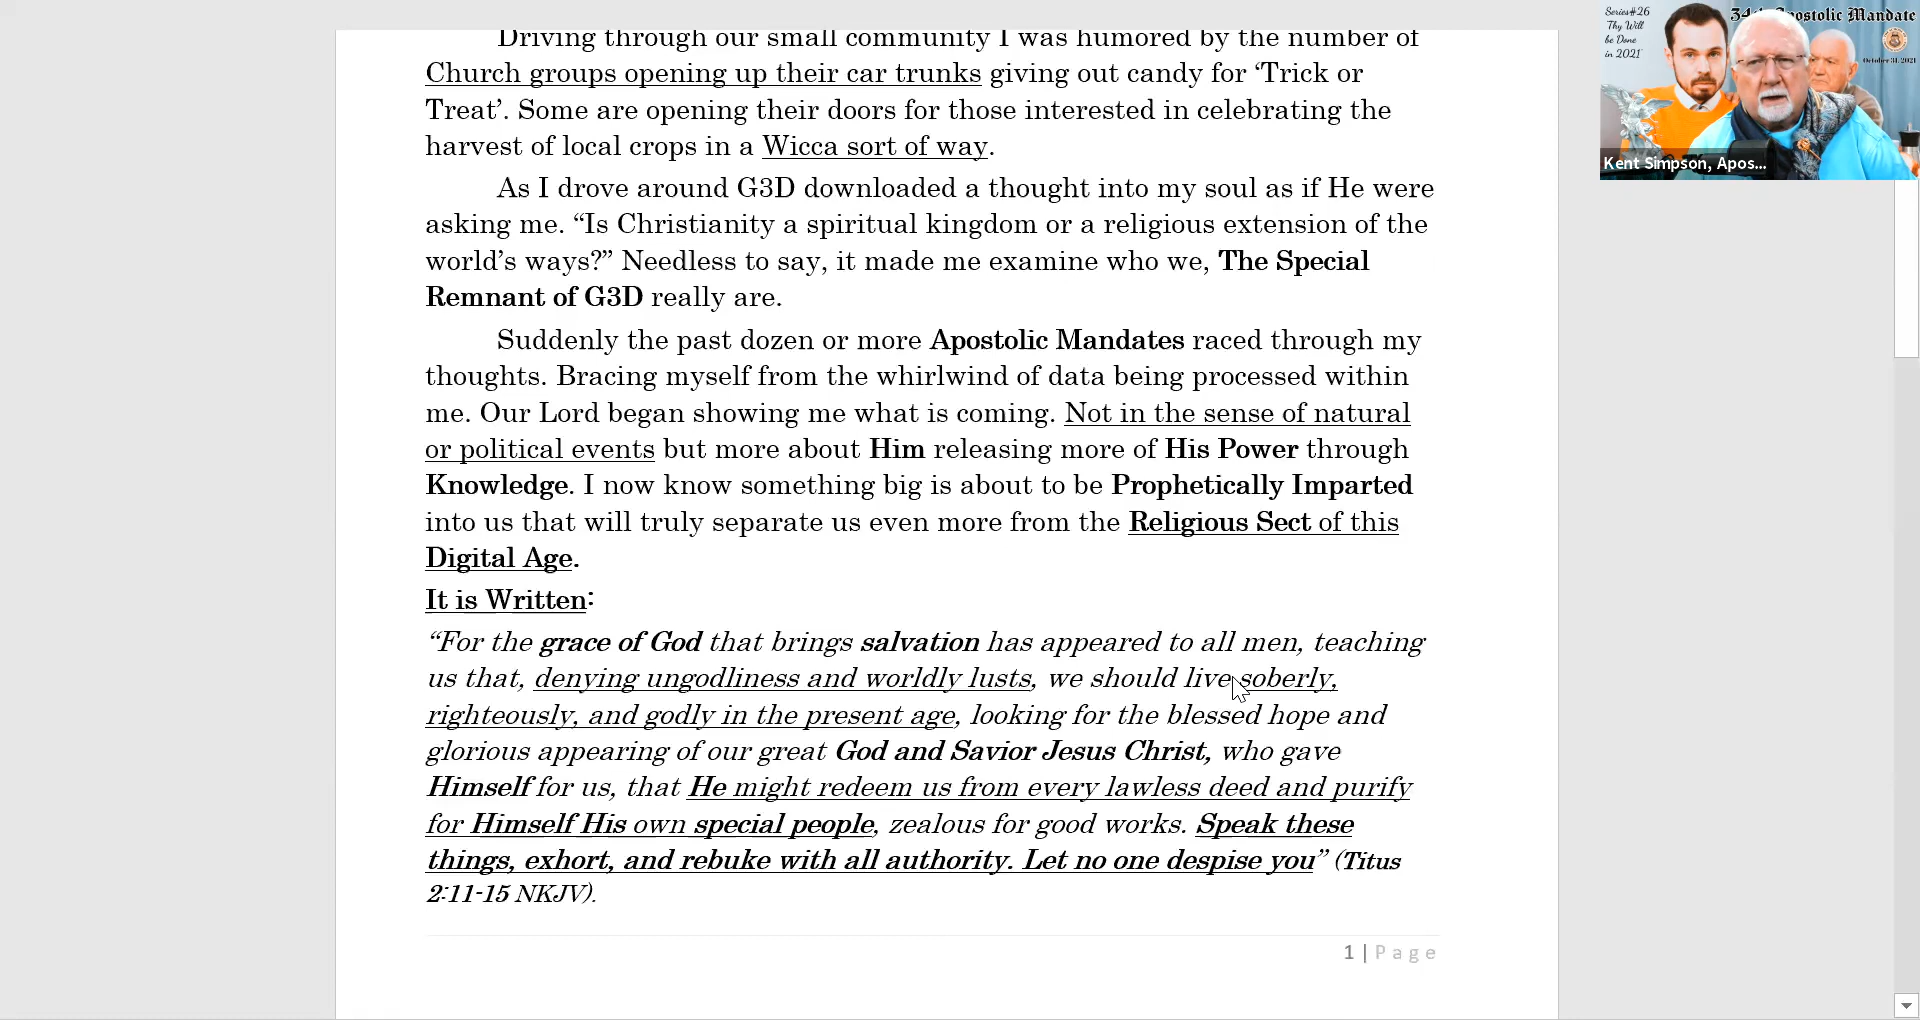 Driving through our small community I was humored by the number of
Church groups opening up their car trunks giving out candy for ‘Trick or
Treat’. Some are opening their doors for those interested in celebrating the
harvest of local crops in a Wicca sort of way.
As I drove around G3D downloaded a thought into my soul as if He were
asking me. “Is Christianity a spiritual kingdom or a religious extension of the
world’s ways?” Needless to say, it made me examine who we, The Special
Remnant of G3D really are.
Suddenly the past dozen or more Apostolic Mandates raced through my
thoughts. Bracing myself from the whirlwind of data being processed within
me. Our Lord began showing me what is coming. Not in the sense of natural
or political events but more about Him releasing more of His Power through
Knowledge. I now know something big is about to be Prophetically Imparted
into us that will truly separate us even more from the Religious Sect of this
Digital Age.
It is Written:
“For the grace of God that brings salvation has appeared to all men, teaching
us that, denying ungodliness and worldly lusts, we should live soberly,
righteously, and godly in the present age, looking for the blessed hope and
glorious appearing of our great God and Savior Jesus Christ, who gave
Himself for us, that He might redeem us from every lawless deed and purify
for Himself His own special people, zealous for good works. Speak these
things, exhort, and rebuke with all authority. Let no one despise you” (Titus
2:11-15 NKJV).
1 | Page
Series#26
Thy Will
be Done
in 2021
Apostolic Mandate
October 31, 2021
Kent Simpson, Apos...